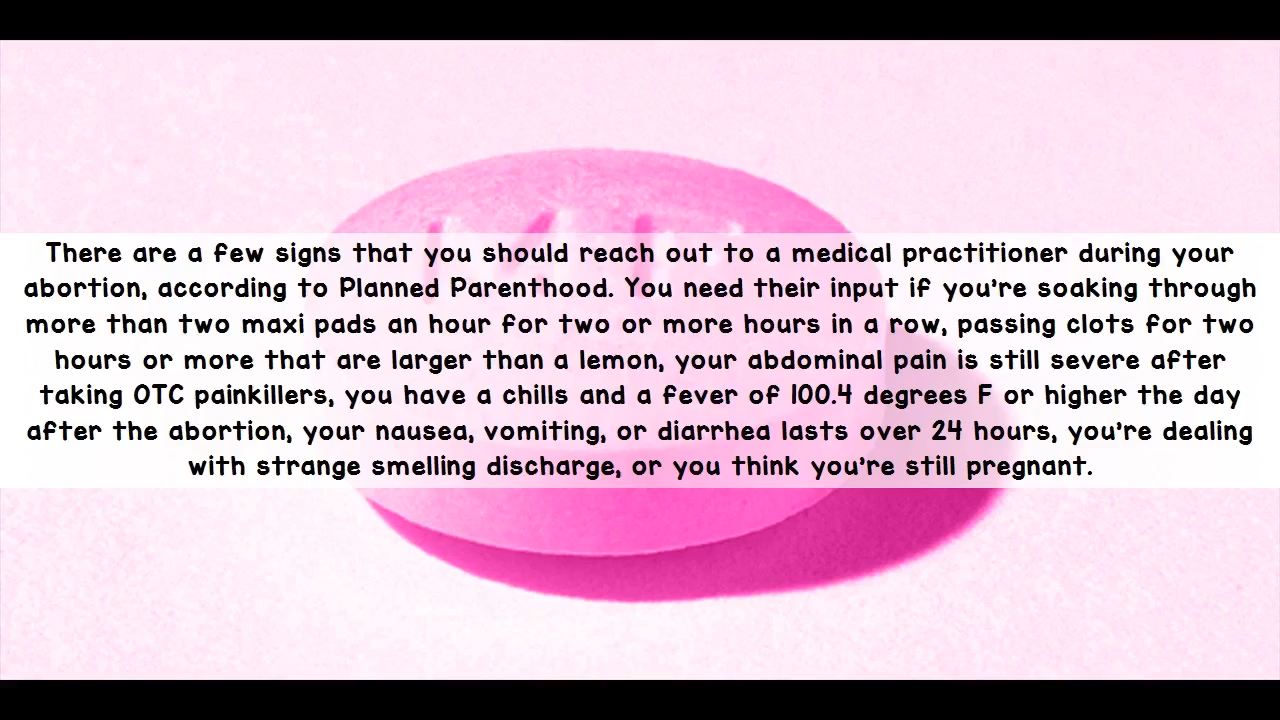 There are a few signs that you should reach out to a medical practitioner during your
abortion, according to Planned Parenthood. You need their input if you're soaking through
more than two maxi pads an hour for two or more hours in a row, passing clots for two
hours or more that are larger than a lemon, your abdominal pain is still severe after
taking OTC painkillers, you have a chills and a fever of 100.4 degrees F or higher the day
after the abortion, your nausea, vomiting, or diarrhea lasts over 24 hours, you're dealing
with strange smelling discharge, or you think you're still pregnant.